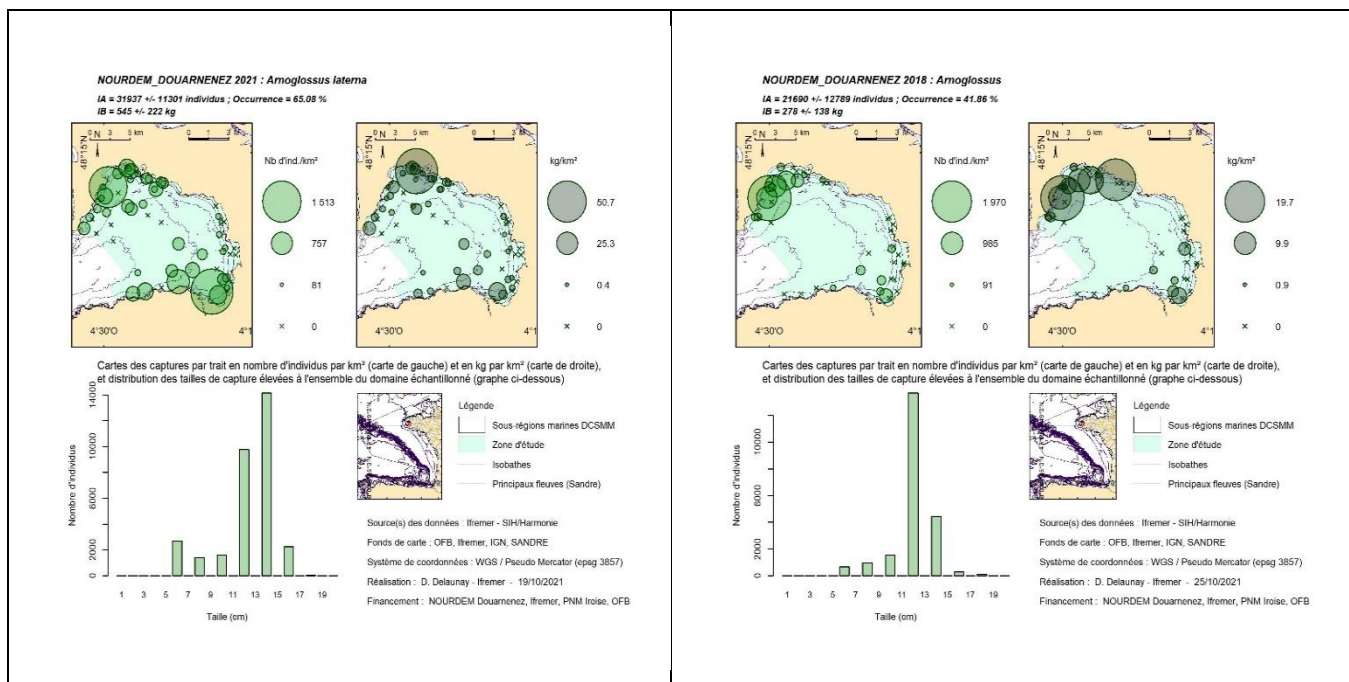 NOURDEM_DOUARNENEZ 2021 : Arnoglossus laterna
IA = 31937 +/- 11301 individus ; Occurrence = 65.08 %
IB = 545 +/- 222 kg
N
0 5 km
0 1 3 M
48°15'N
4°30'O
4°1
Nb d'ind./km²
1 513
757
81
0
N
0 5 km
0 1 3 M
kg/km²
50.7
25.3
0.4
0
Cartes des captures par trait en nombre d'individus par km² (carte de gauche) et en kg par km² (carte de droite),
et distribution des tailles de capture élevées à l'ensemble du domaine échantillonné (graphe ci-dessous)
Nombre d'individus
14000
10000
6000
2000
0
1 3 5 7 9 11 13 15 17 19
Taille (cm)
Légende
Sous-régions marines DCSMM
Zone d'étude
Isobathes
Principaux fleuves (Sandre)
Source(s) des données : Ifremer - SIH/Harmonie
Fonds de carte : OFB, Ifremer, IGN, SANDRE
Système de coordonnées : WGS / Pseudo Mercator (epsg 3857)
Réalisation : D. Delaunay - Ifremer - 19/10/2021
Financement : NOURDEM Douarnenez, Ifremer, PNM Iroise, OFB
NOURDEM_DOUARNENEZ 2018 : Arnoglossus
IA = 21690 +/- 12789 individus ; Occurrence = 41.86 %
IB = 278 +/- 138 kg
N
0 5 km
0 1 3 M
48°15'N
4°30'O
4°1
Nb d'ind./km²
1 970
985
91
0
N
0 5 km
0 1 3 M
kg/km²
19.7
9.9
0.9
0
Cartes des captures par trait en nombre d'individus par km² (carte de gauche) et en kg par km² (carte de droite),
et distribution des tailles de capture élevées à l'ensemble du domaine échantillonné (graphe ci-dessous)
Nombre d'individus
10000
6000
2000
0
1 3 5 7 9 11 13 15 17 19
Taille (cm)
Légende
Sous-régions marines DCSMM
Zone d'étude
Isobathes
Principaux fleuves (Sandre)
Source(s) des données : Ifremer - SIH/Harmonie
Fonds de carte : OFB, Ifremer, IGN, SANDRE
Système de coordonnées : WGS / Pseudo Mercator (epsg 3857)
Réalisation : D. Delaunay - Ifremer - 25/10/2021
Financement : NOURDEM Douarnenez, Ifremer, PNM Iroise, OFB